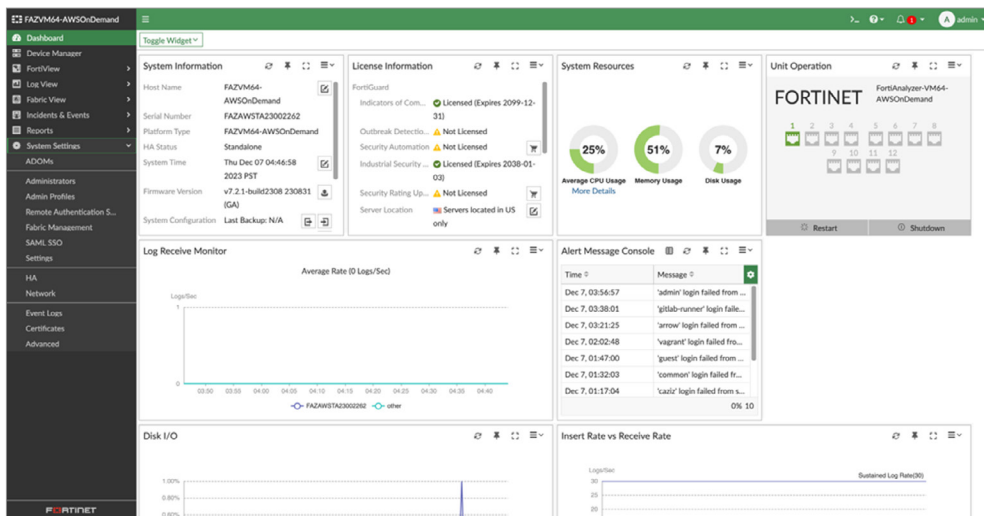 FAZVM64-AWSOnDemand
admin
Dashboard
Device Manager
FortiView
Log View
Fabric View
Incidents & Events
Reports
System Settings
ADOMs
Administrators
Admin Profiles
Remote Authentication S...
Fabric Management
SAML SSO
Settings
HA
Network
Event Logs
Certificates
Advanced
FORTINET
Toggle Widget
System Information
Host Name FAZVM64-
AWSOnDemand
Serial Number FAZAWSTA23002262
Platform Type FAZVM64-AWSOnDemand
HA Status Standalone
System Time Thu Dec 07 04:46:58
2023 PST
Firmware Version v7.2.1-build2308 230831
(GA)
System Configuration Last Backup: N/A
License Information
FortiGuard
Indicators of Com... Licensed (Expires 2099-12-
31)
Outbreak Detectio... Not Licensed
Security Automation Not Licensed
Industrial Security ... Licensed (Expires 2038-01-
03)
Security Rating Up... Not Licensed
Server Location Servers located in US
only
System Resources
25% 51% 7%
Average CPU Usage Memory Usage Disk Usage
More Details
Unit Operation
FORTINET
FortiAnalyzer-VM64-
AWSOnDemand
1 2 3 4 5 6 7 8
9 10 11 12
Restart Shutdown
Log Receive Monitor
Average Rate (0 Logs/Sec)
Logs/Sec
1
0
03:50 03:55 04:00 04:05 04:10 04:15 04:20 04:25 04:30 04:35 04:40
FAZAWSTA23002262 other
Alert Message Console
Time Message
Dec 7, 03:56:57 'admin' login failed from ...
Dec 7, 03:38:01 'gitlab-runner' login faile...
Dec 7, 03:21:25 'arrow' login failed from ...
Dec 7, 02:02:48 'vagrant' login failed fro...
Dec 7, 01:47:00 'guest' login failed from ...
Dec 7, 01:32:03 'common' login failed fr...
Dec 7, 01:17:04 'caziz' login failed from s...
0% 10
Disk I/O
1.00%
0.80%
0.60%
Insert Rate vs Receive Rate
Logs/Sec
Sustained Log Rate(30)
30
25
20